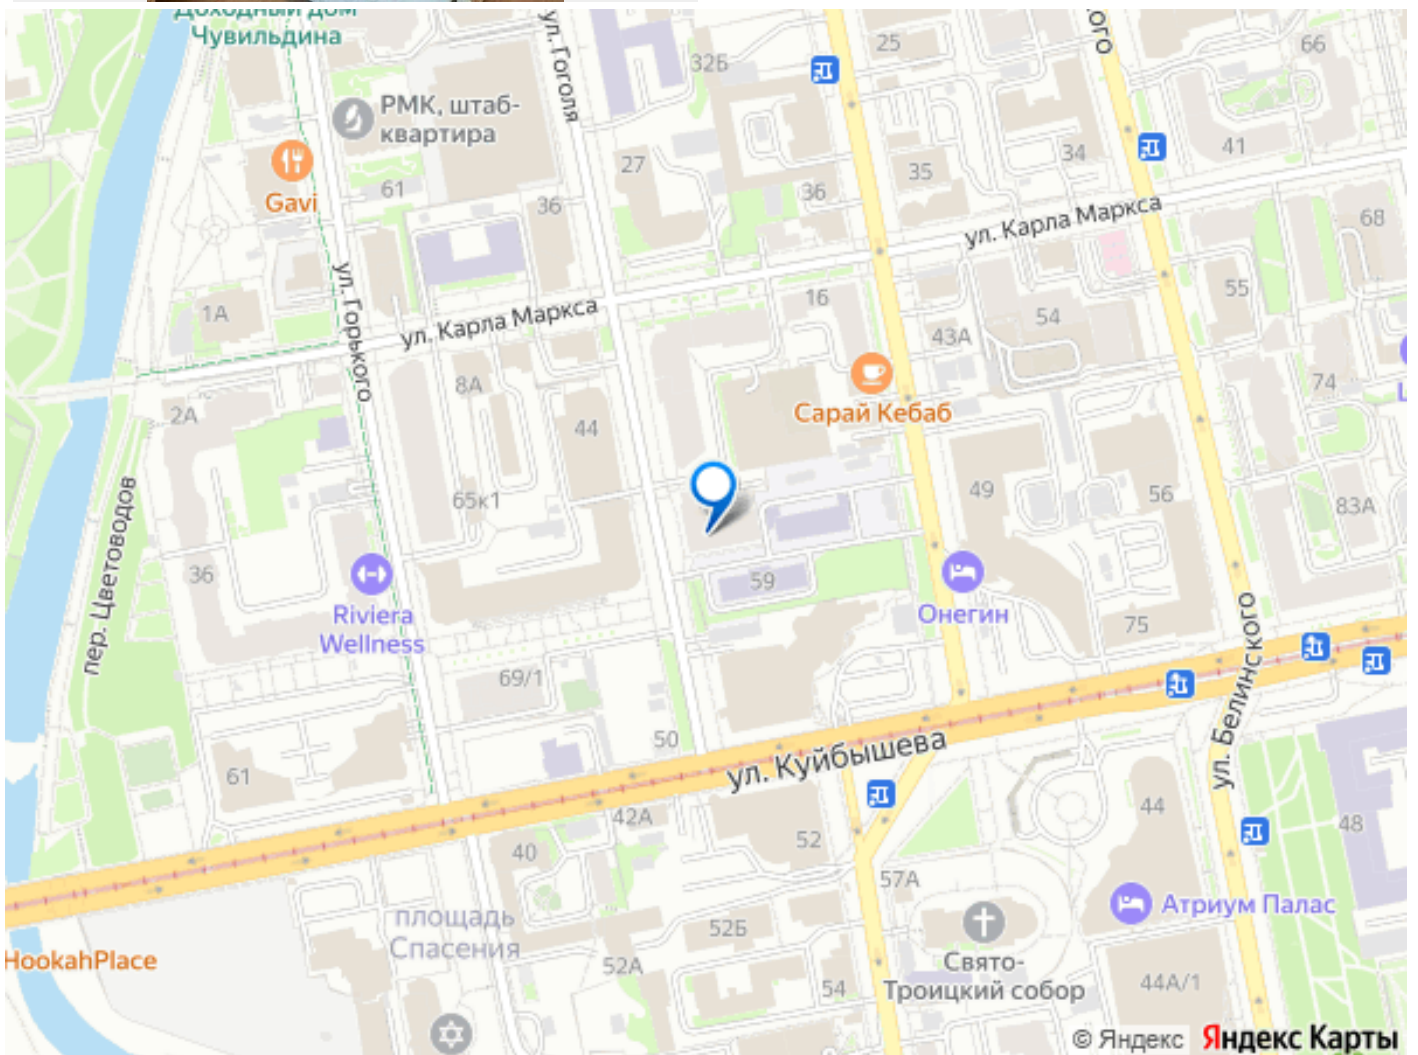 Доходный дом
Чувильдина
ул. Гоголя
32Б
25
ого
66
РМК, штаб-
квартира
27
35
34
41
Gavi
61
36
36
ул. Карла Маркса
68
ул. Горького
1А
ул. Карла Маркса
16
43А
54
55
8А
2А
44
Сарай Кебаб
74
L
пер. Цветоводов
65к1
49
56
83А
36
59
Riviera
Wellness
Онегин
75
69/1
ул. Белинского
50
ул. Куйбышева
61
42А
40
52
44
48
57А
площадь
Спасения
52Б
Атриум Палас
HookahPlace
52А
54
Свято-
Троицкий собор
44А/1
© Яндекс Яндекс Карты